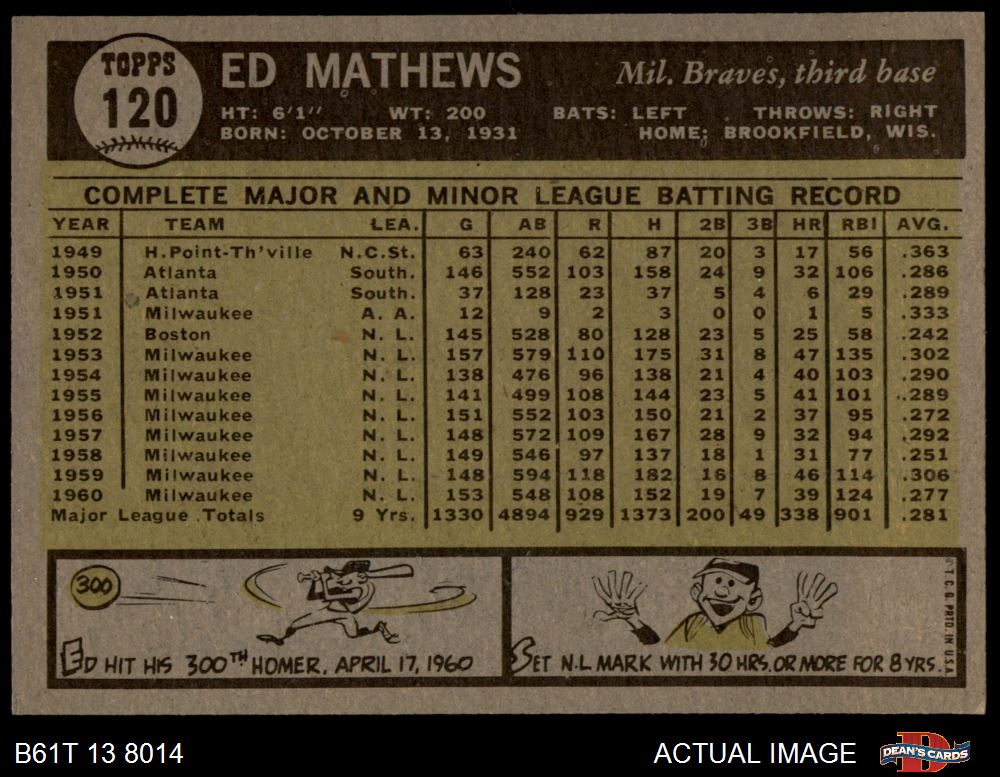 TOPPS
120
ED MATHEWS
Mil. Braves, third base
HT: 6'1" WT: 200 BATS: LEFT THROWS: RIGHT
BORN: OCTOBER 13, 1931 HOME: BROOKFIELD, WIS.
COMPLETE MAJOR AND MINOR LEAGUE BATTING RECORD
YEAR TEAM LEA. G AB R H 2B 3B HR RBI AVG.
1949 H.Point-Th'ville N.C.St. 63 240 62 87 20 3 17 56 .363
1950 Atlanta South. 146 552 103 158 24 9 32 106 .286
1951 Atlanta South. 37 128 23 37 5 4 6 29 .289
1951 Milwaukee A. A. 12 9 2 3 0 0 1 5 .333
1952 Boston N. L. 145 528 80 128 23 5 25 58 .242
1953 Milwaukee N. L. 157 579 110 175 31 8 47 135 .302
1954 Milwaukee N. L. 138 476 96 138 21 4 40 103 .290
1955 Milwaukee N. L. 141 499 108 144 23 5 41 101 .289
1956 Milwaukee N. L. 151 552 103 150 21 2 37 95 .272
1957 Milwaukee N. L. 148 572 109 167 28 9 32 94 .292
1958 Milwaukee N. L. 149 546 97 137 18 1 31 77 .251
1959 Milwaukee N. L. 148 594 118 182 16 8 46 114 .306
1960 Milwaukee N. L. 153 548 108 152 19 7 39 124 .277
Major League Totals 9 Yrs. 1330 4894 929 1373 200 49 338 901 .281
300
ED HIT HIS 300TH HOMER, APRIL 17, 1960
SET N.L MARK WITH 30 HRS. OR MORE FOR 8 YRS.
©T. C. G. PRTD. IN U.S.A.
B61T 13 8014
ACTUAL IMAGE
DEAN'S CARDS